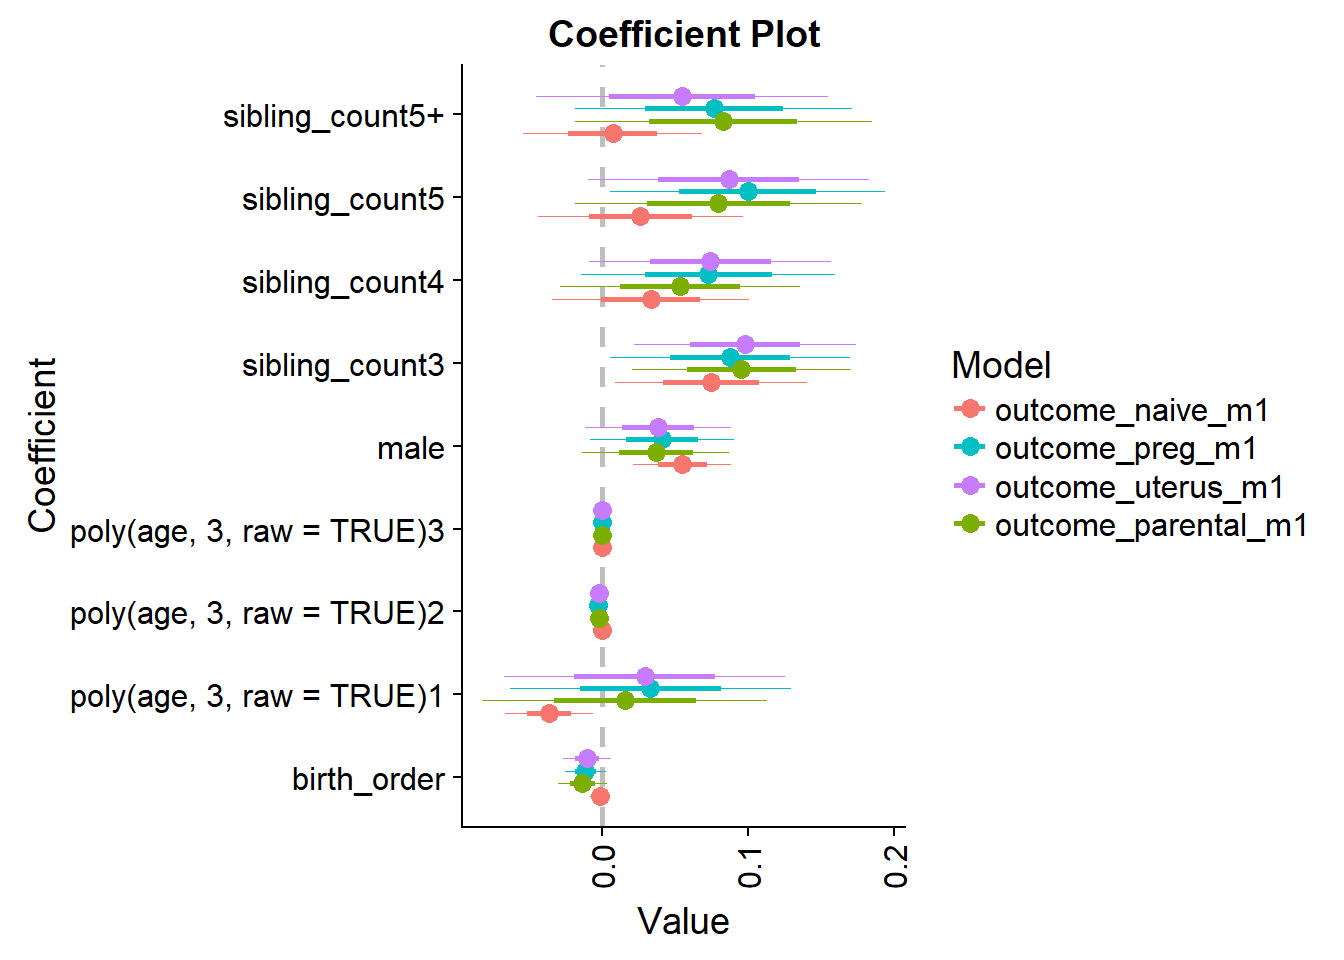 Coefficient Plot
sibling_count5+
sibling_count5
sibling_count4
sibling_count3
male
poly(age, 3, raw = TRUE)3
poly(age, 3, raw = TRUE)2
poly(age, 3, raw = TRUE)1
birth_order
Coefficient
0.0
0.1
0.2
Value
Model
outcome_naive_m1
outcome_preg_m1
outcome_uterus_m1
outcome_parental_m1